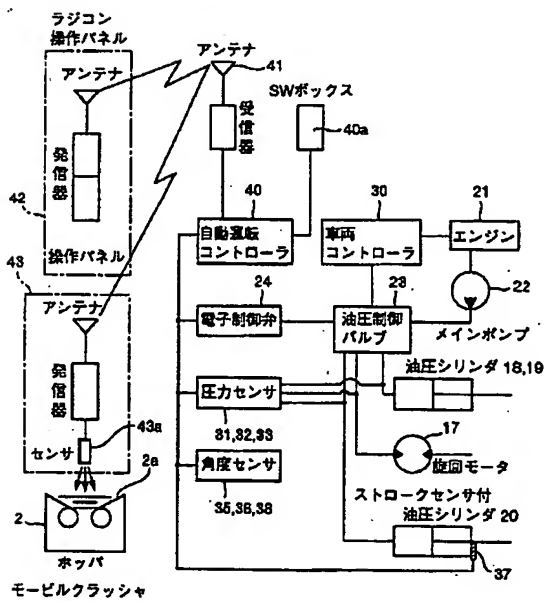 ラジコン
操作パネル
アンテナ
発信器
42
操作パネル
43
アンテナ
発信器
43a
センサ
2a
2
ホッパ
モービルクラッシャ
アンテナ
41
受信器
SWボックス
40a
40
自動運転
コントローラ
30
車両
コントローラ
21
エンジン
22
メインポンプ
24
電子制御弁
23
油圧制御
バルブ
油圧シリンダ 18,19
圧力センサ
31,32,33
17
旋回モータ
角度センサ
35,36,38
ストロークセンサ付
油圧シリンダ 20
37